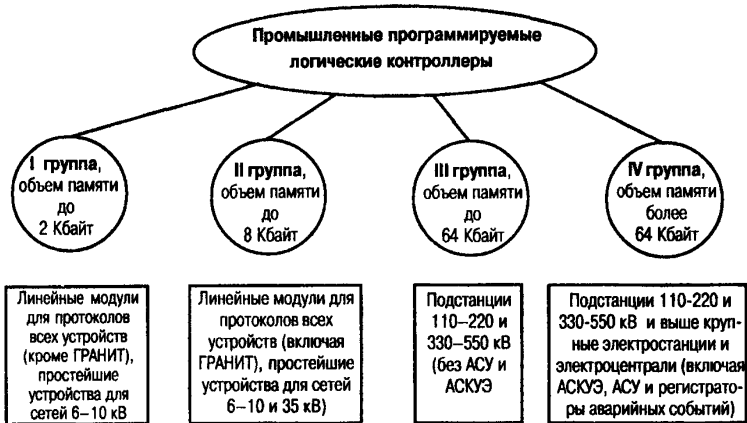 Промышленные программируемые
логические контроллеры
I группа,
объем памяти
до
2 Кбайт
II группа,
объем памяти
до
8 Кбайт
III группа,
объем памяти
до
64 Кбайт
IV группа,
объем памяти
более
64 Кбайт
Линейные модули
для протоколов
всех устройств
(кроме ГРАНИТ),
простейшие
устройства для
сетей 6–10 кВ
Линейные модули для
протоколов всех
устройств (включая
ГРАНИТ), простейшие
устройства для сетей
6–10 и 35 кВ)
Подстанции
110–220 и
330–550 кВ
(без АСУ и
АСКУЭ
Подстанции 110-220 и
330-550 кВ и выше круп-
ные электростанции и
электроцентрали (включая
АСКУЭ, АСУ и регистрато-
ры аварийных событий)